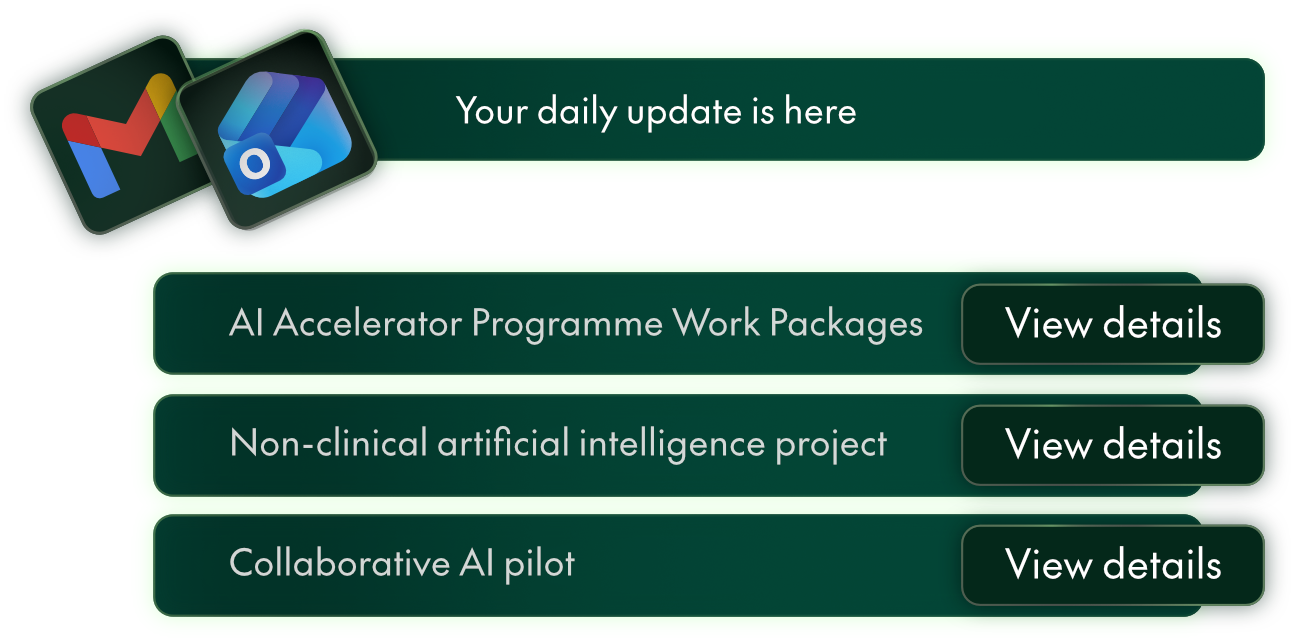 Your daily update is here
AI Accelerator Programme Work Packages
View details
Non-clinical artificial intelligence project
View details
Collaborative AI pilot
View details